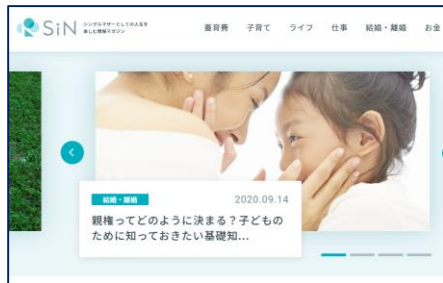 SiN
シングルマザーとしての人生を
楽しむ情報マガジン
養育費 子育て ライフ 仕事 結婚・離婚 お金
結婚・離婚 2020.09.14
親権ってどのように決まる？子どもの
ために知っておきたい基礎知...